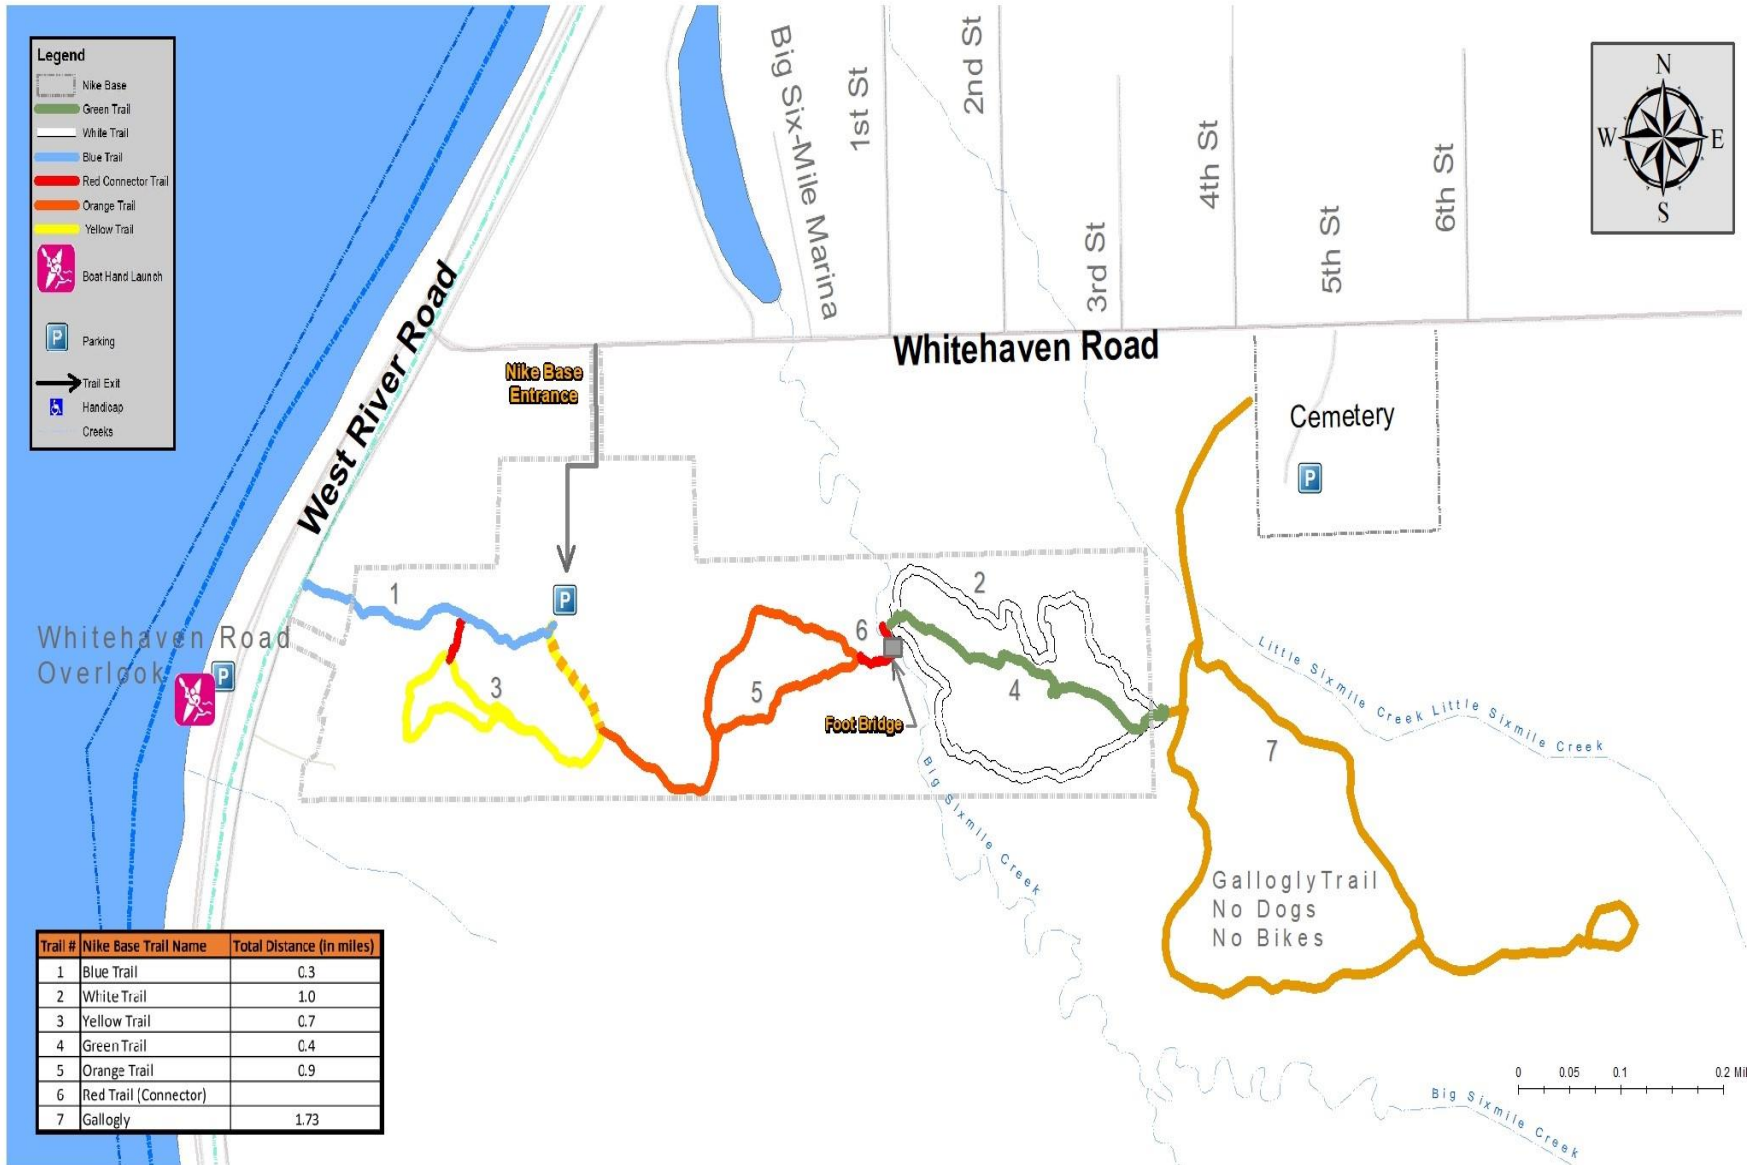 Legend
Nike Base
Green Trail
White Trail
Blue Trail
Red Connector Trail
Orange Trail
Yellow Trail
Boat Hand Launch
P
Parking
Trail Exit
Handicap
Creeks
West River Road
Big Six-Mile Marina
1st St
2nd St
3rd St
4th St
5th St
6th St
N
W
E
S
Whitehaven Road
Nike Base
Entrance
Cemetery
P
1
P
2
6
3
5
4
7
Whitehaven Road
Overlook
P
Foot Bridge
Little Sixmile Creek
Little Sixmile Creek
Big Sixmile Creek
Gallogly Trail
No Dogs
No Bikes
Trail # Nike Base Trail Name Total Distance (in miles)
1 Blue Trail 0.3
2 White Trail 1.0
3 Yellow Trail 0.7
4 Green Trail 0.4
5 Orange Trail 0.9
6 Red Trail (Connector)
7 Gallogly 1.73
0 0.05 0.1 0.2 Mil
Big Sixmile Creek